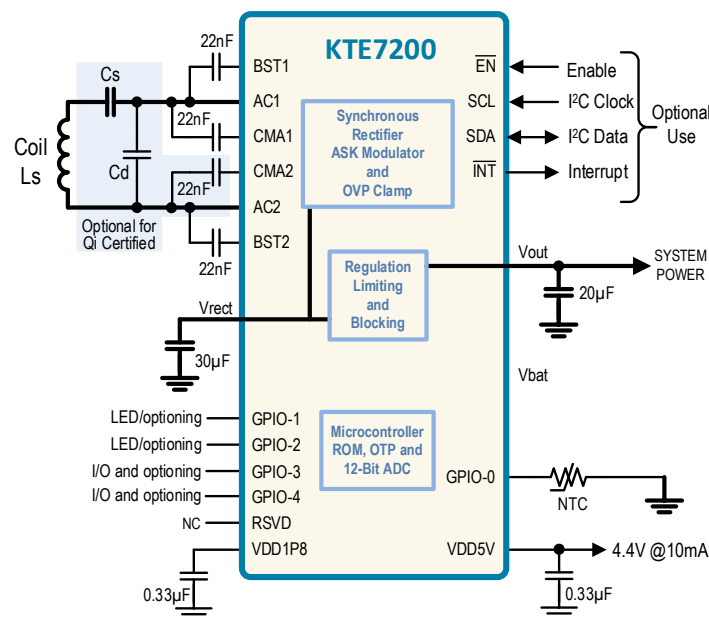 KTE7200
22nF
BST1
Cs
AC1
22nF
CMA1
Coil
Ls
Cd
CMA2
22nF
AC2
Optional for
Qi Certified
BST2
22nF
Synchronous
Rectifier
ASK Modulator
and
OVP Clamp
EN
Enable
SCL
I²C Clock
SDA
I²C Data
INT
Interrupt
Optional
Use
Regulation
Limiting
and
Blocking
Vout
SYSTEM
POWER
20µF
Vrect
30µF
Vbat
LED/optioning
GPIO-1
LED/optioning
GPIO-2
I/O and optioning
GPIO-3
I/O and optioning
GPIO-4
NC
RSVD
VDD1P8
0.33µF
Microcontroller
ROM, OTP and
12-Bit ADC
GPIO-0
NTC
VDD5V
4.4V @10mA
0.33µF